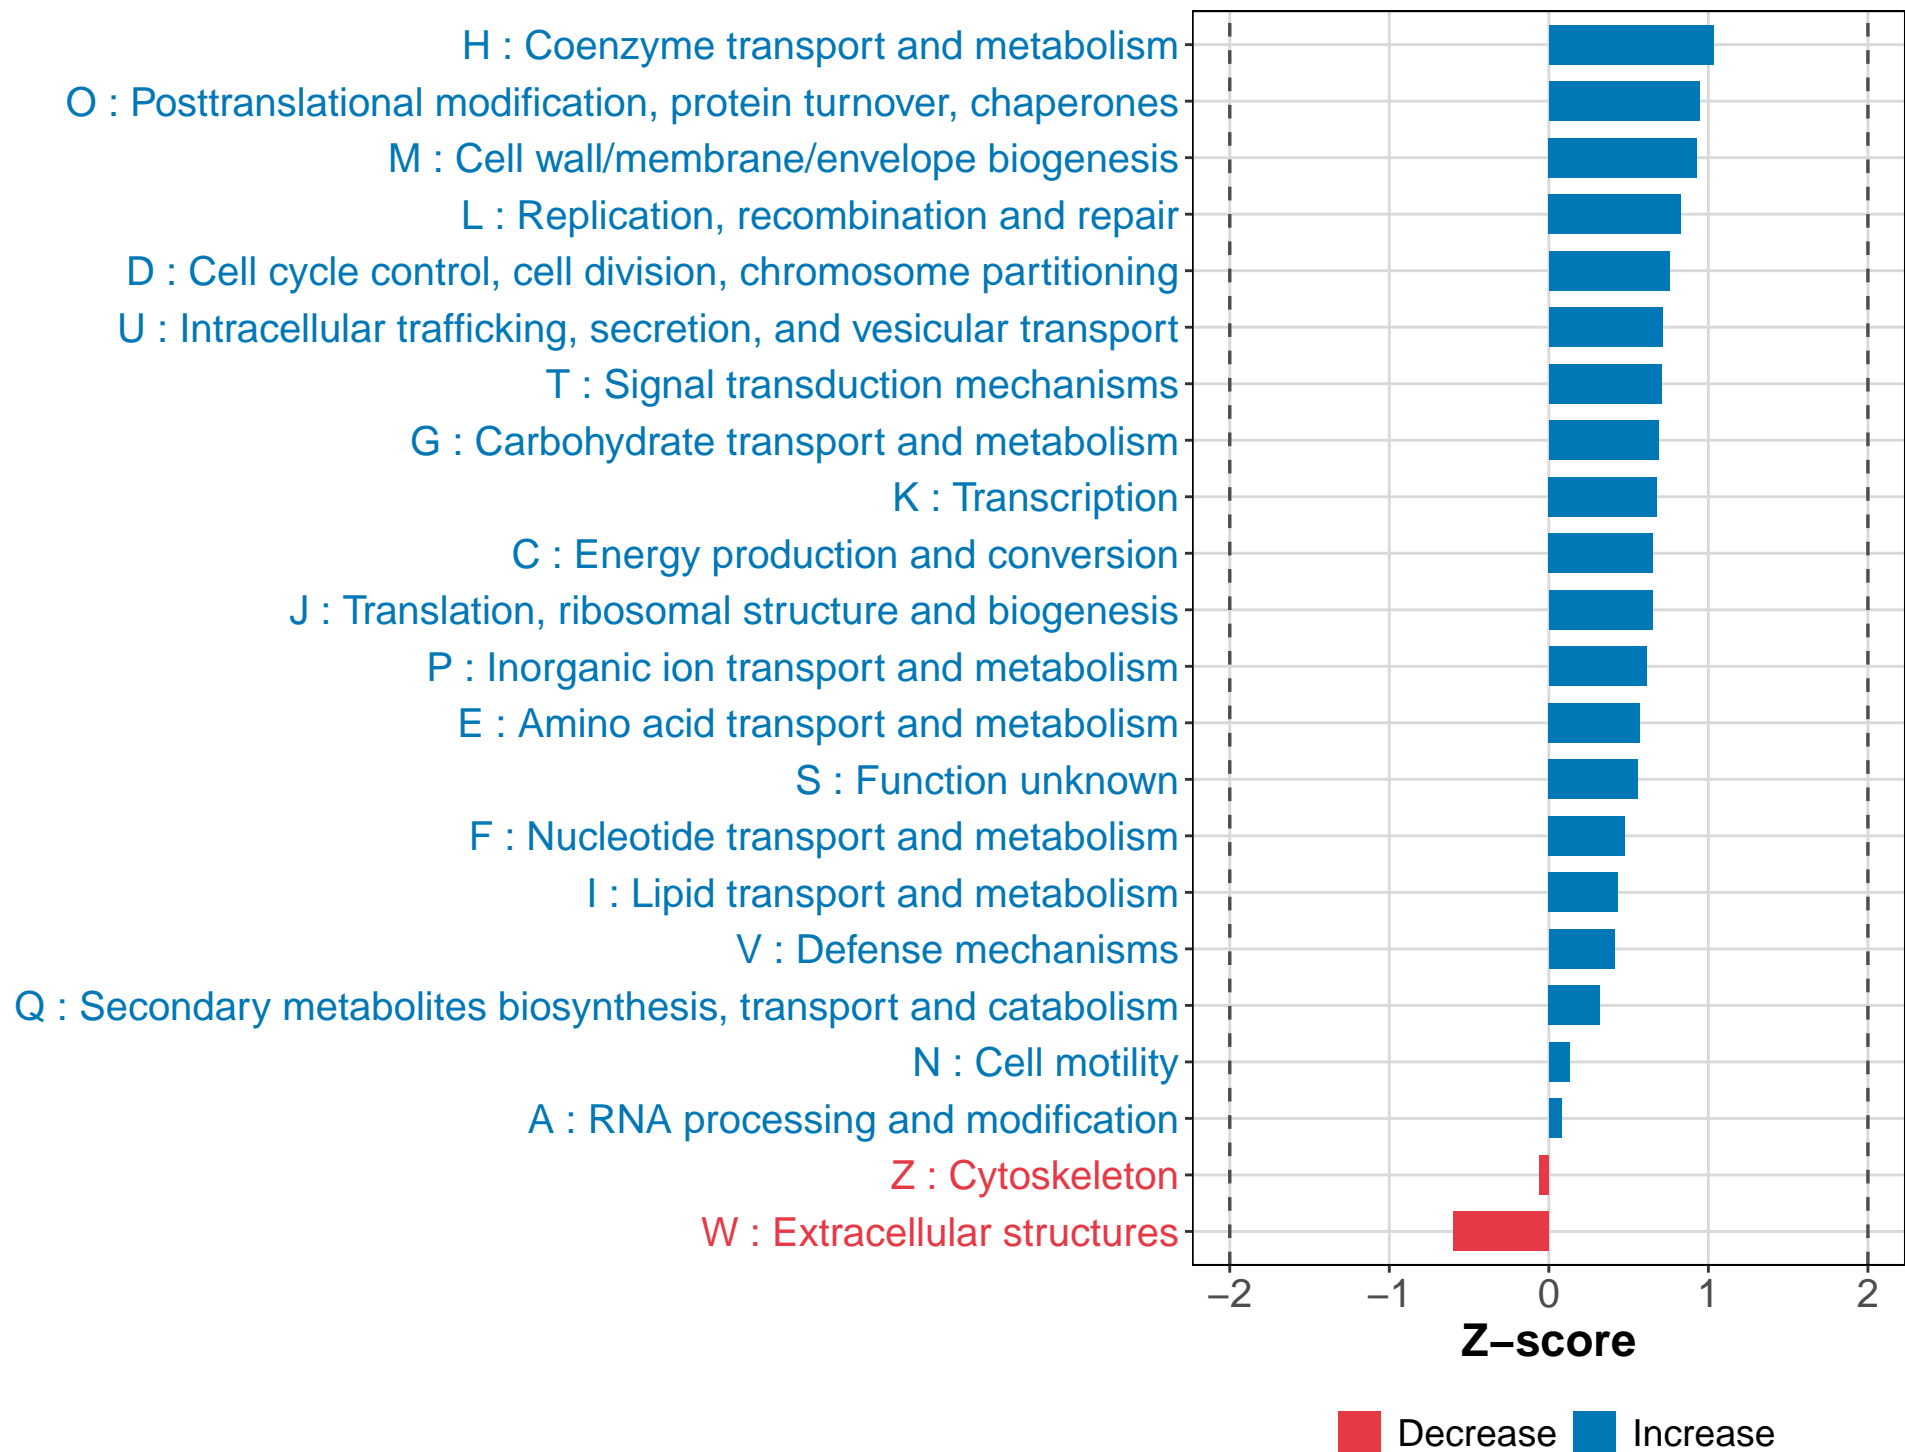 H : Coenzyme transport and metabolism
O : Posttranslational modification, protein turnover, chaperones
M : Cell wall/membrane/envelope biogenesis
L : Replication, recombination and repair
D : Cell cycle control, cell division, chromosome partitioning
U : Intracellular trafficking, secretion, and vesicular transport
T : Signal transduction mechanisms
G : Carbohydrate transport and metabolism
K : Transcription
C : Energy production and conversion
J : Translation, ribosomal structure and biogenesis
P : Inorganic ion transport and metabolism
E : Amino acid transport and metabolism
S : Function unknown
F : Nucleotide transport and metabolism
I : Lipid transport and metabolism
V : Defense mechanisms
Q : Secondary metabolites biosynthesis, transport and catabolism
N : Cell motility
A : RNA processing and modification
Z : Cytoskeleton
W : Extracellular structures
−2 −1 0 1 2
Z−score
Decrease Increase